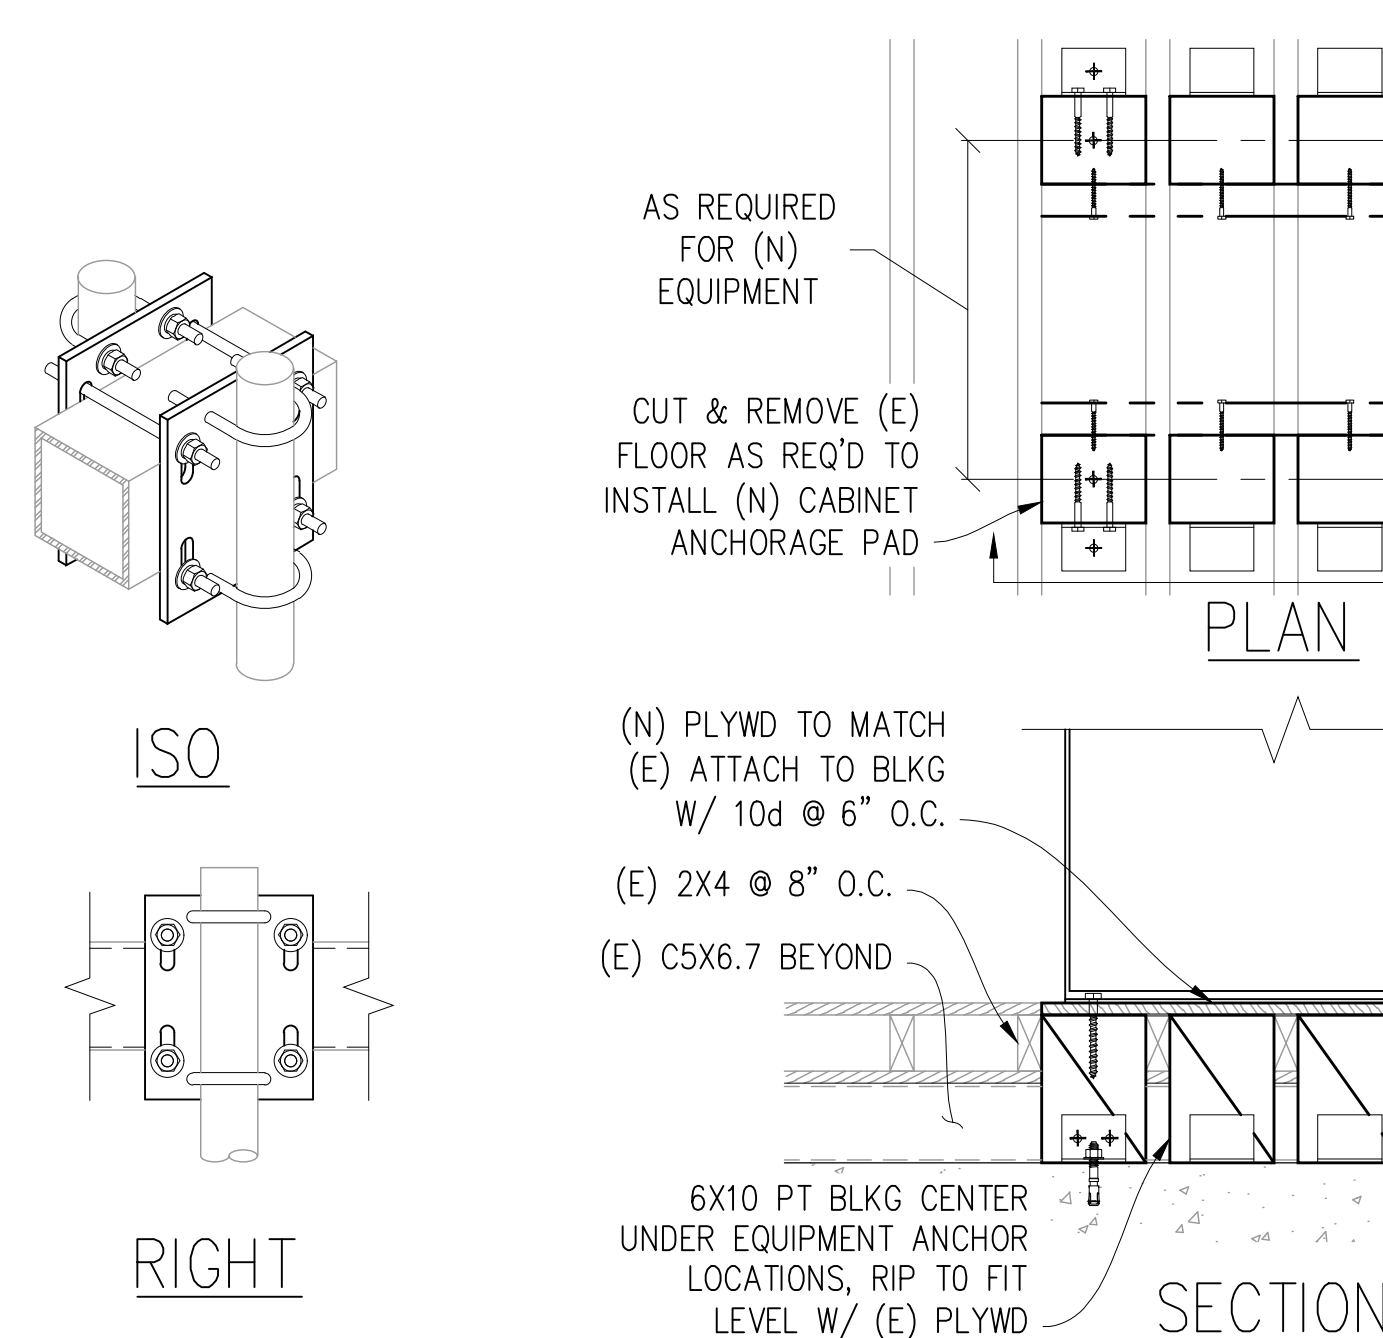 AS REQUIRED
FOR (N)
EQUIPMENT
CUT & REMOVE (E)
FLOOR AS REQ'D TO
INSTALL (N) CABINET
ANCHORAGE PAD
PLAN
ISO
(N) PLYWD TO MATCH
(E) ATTACH TO BLKG
W/ 10d @ 6” O.C.
(E) 2X4 @ 8” O.C.
(E) C5X6.7 BEYOND
6X10 PT BLKG CENTER
UNDER EQUIPMENT ANCHOR
LOCATIONS, RIP TO FIT
LEVEL W/ (E) PLYWD
RIGHT
SECTION